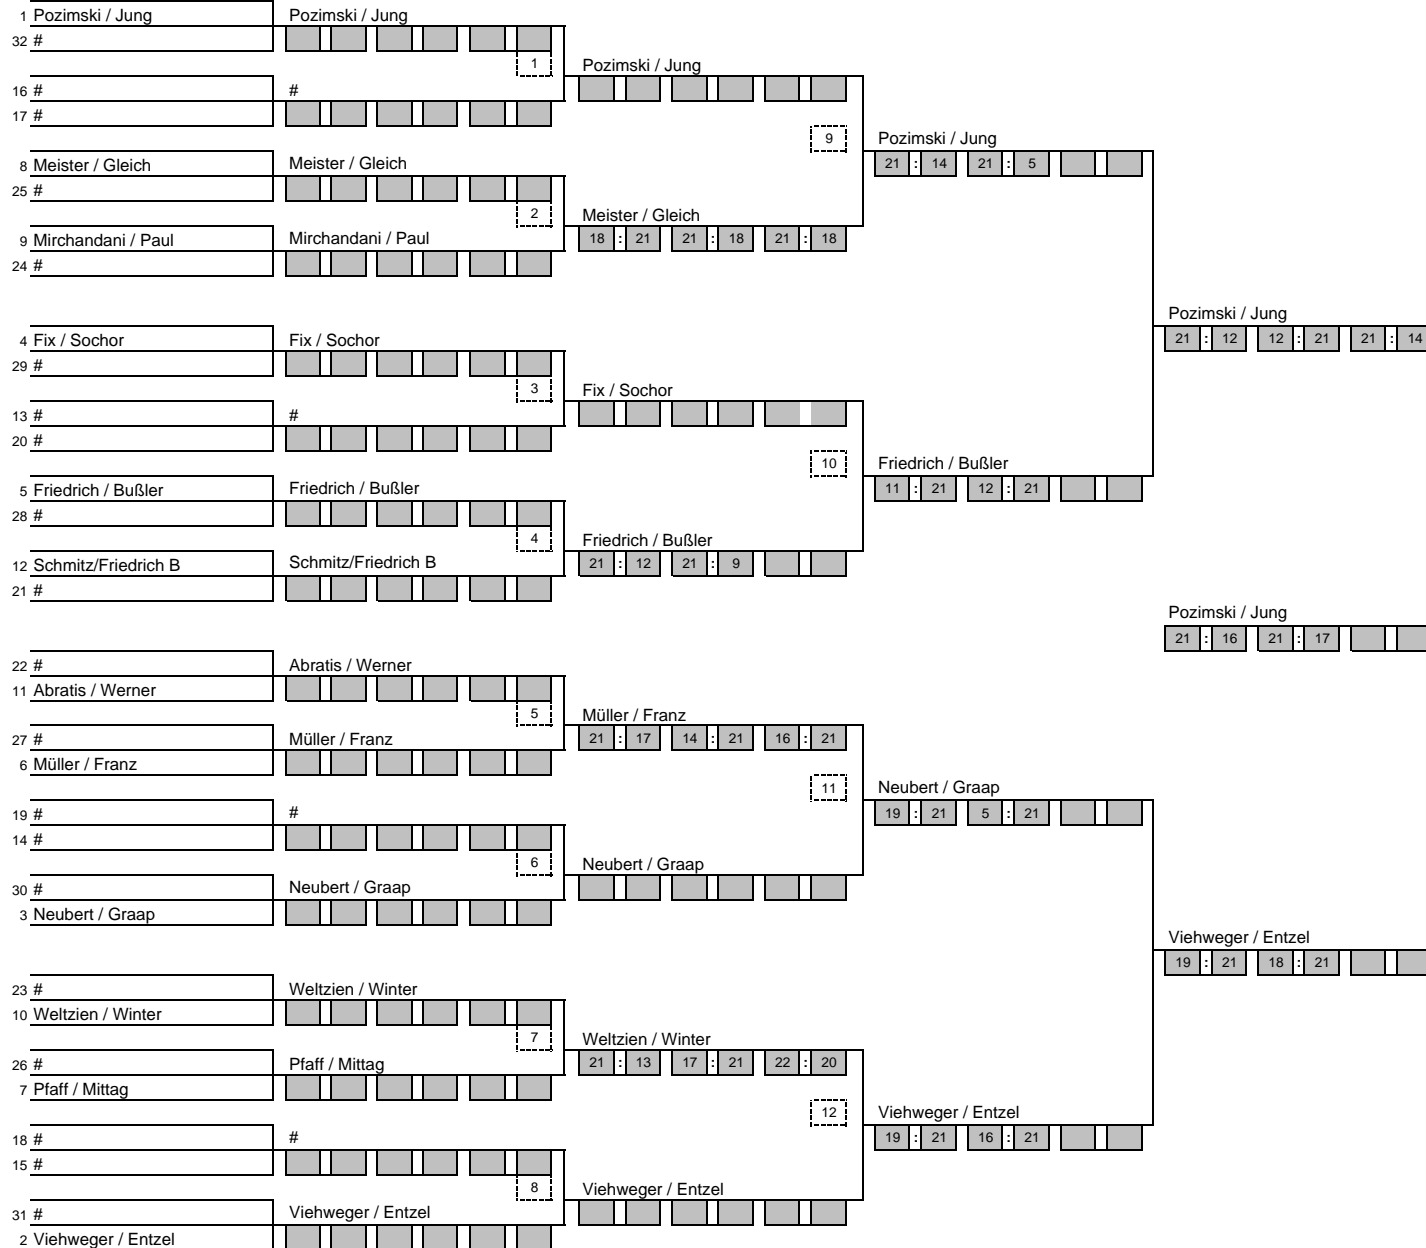 1 Pozimski / Jung Pozimski / Jung
32 #
1 Pozimski / Jung
16 # #
17 #
9 Pozimski / Jung
8 Meister / Gleich Meister / Gleich 21 : 14 21 : 5
25 #
2 Meister / Gleich
9 Mirchandani / Paul Mirchandani / Paul 18 : 21 21 : 18 21 : 18
24 #
Pozimski / Jung
4 Fix / Sochor Fix / Sochor 21 : 12 12 : 21 21 : 14
29 #
3 Fix / Sochor
13 # #
20 #
10 Friedrich / Bußler
5 Friedrich / Bußler Friedrich / Bußler 11 : 21 12 : 21
28 #
4 Friedrich / Bußler
12 Schmitz/Friedrich B Schmitz/Friedrich B 21 : 12 21 : 9
21 #
Pozimski / Jung
21 : 16 21 : 17
22 # Abratis / Werner
11 Abratis / Werner
5 Müller / Franz
27 # Müller / Franz 21 : 17 14 : 21 16 : 21
6 Müller / Franz
11 Neubert / Graap
19 # # 19 : 21 5 : 21
14 #
6 Neubert / Graap
30 # Neubert / Graap
3 Neubert / Graap
Viehweger / Entzel
19 : 21 18 : 21
23 # Weltzien / Winter
10 Weltzien / Winter
7 Weltzien / Winter
26 # Pfaff / Mittag 21 : 13 17 : 21 22 : 20
7 Pfaff / Mittag
12 Viehweger / Entzel
18 # # 19 : 21 16 : 21
15 #
8 Viehweger / Entzel
31 # Viehweger / Entzel
2 Viehweger / Entzel